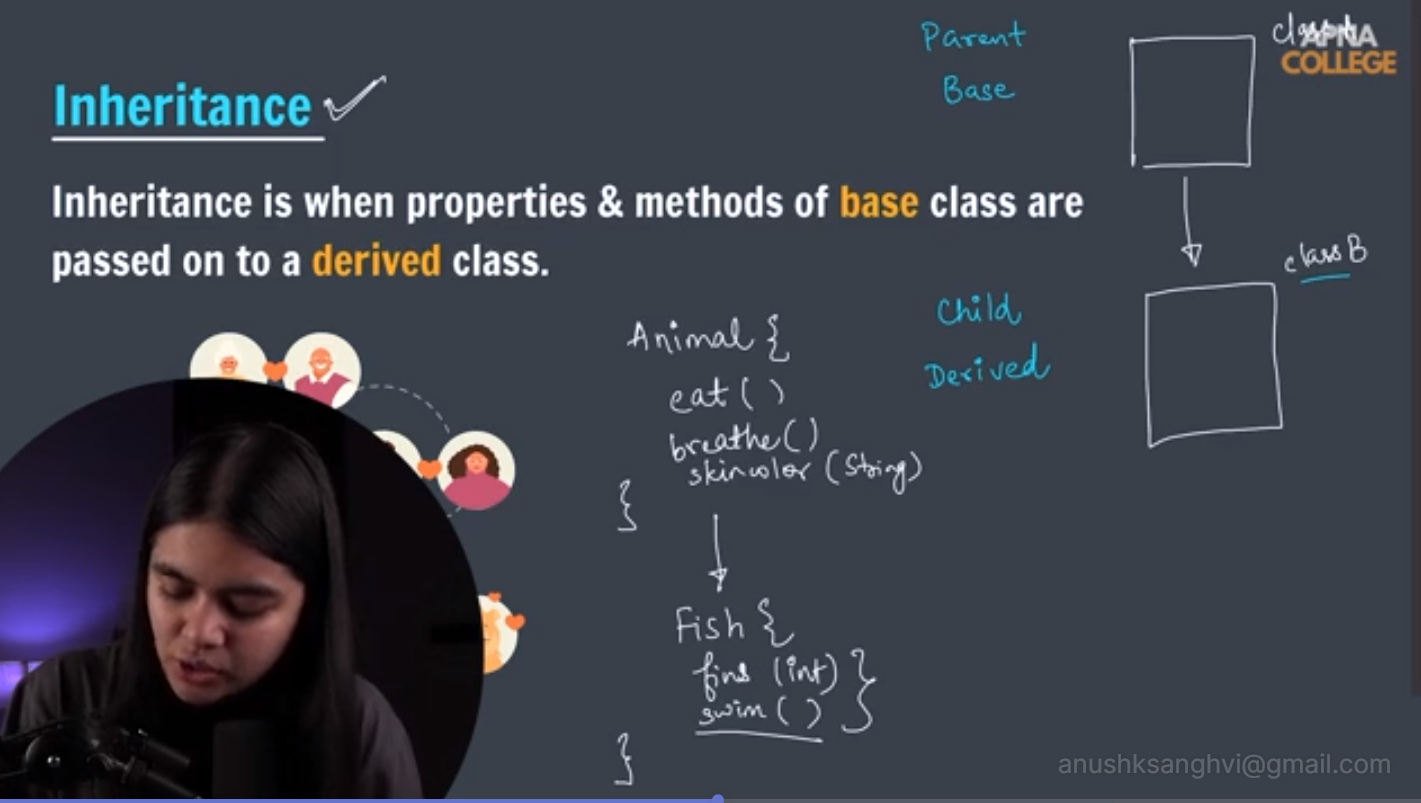 Inheritance
Inheritance is when properties & methods of base class are
passed on to a derived class.
Parent
Base
class A
APNA
COLLEGE
class B
Child
Derived
Animal {
eat ( )
breathe ( )
skincolor (String)
}
Fish {
fins (int) }
swim ( )
}
anushksanghvi@gmail.com